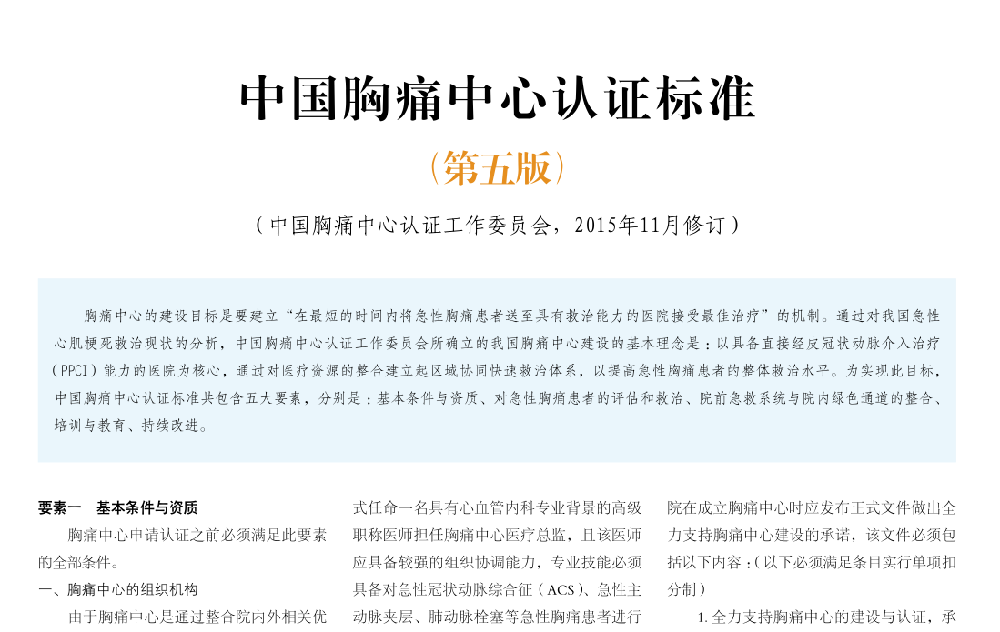 中国胸痛中心认证标准
（第五版）
（中国胸痛中心认证工作委员会，2015年11月修订）
胸痛中心的建设目标是要建立“在最短的时间内将急性胸痛患者送至具有救治能力的医院接受最佳治疗”的机制。通过对我国急性
心肌梗死救治现状的分析，中国胸痛中心认证工作委员会所确立的我国胸痛中心建设的基本理念是：以具备直接经皮冠状动脉介入治疗
（PPCI）能力的医院为核心，通过对医疗资源的整合建立起区域协同快速救治体系，以提高急性胸痛患者的整体救治水平。为实现此目标，
中国胸痛中心认证标准共包含五大要素，分别是：基本条件与资质、对急性胸痛患者的评估和救治、院前急救系统与院内绿色通道的整合、
培训与教育、持续改进。
要素一　基本条件与资质
胸痛中心申请认证之前必须满足此要素
的全部条件。
一、胸痛中心的组织机构
由于胸痛中心是通过整合院内外相关优
式任命一名具有心血管内科专业背景的高级
职称医师担任胸痛中心医疗总监，且该医师
应具备较强的组织协调能力，专业技能必须
具备对急性冠状动脉综合征（ACS）、急性主
动脉夹层、肺动脉栓塞等急性胸痛患者进行
院在成立胸痛中心时应发布正式文件做出全
力支持胸痛中心建设的承诺，该文件必须包
括以下内容：（以下必须满足条目实行单项扣
分制）
1. 全力支持胸痛中心的建设与认证，承